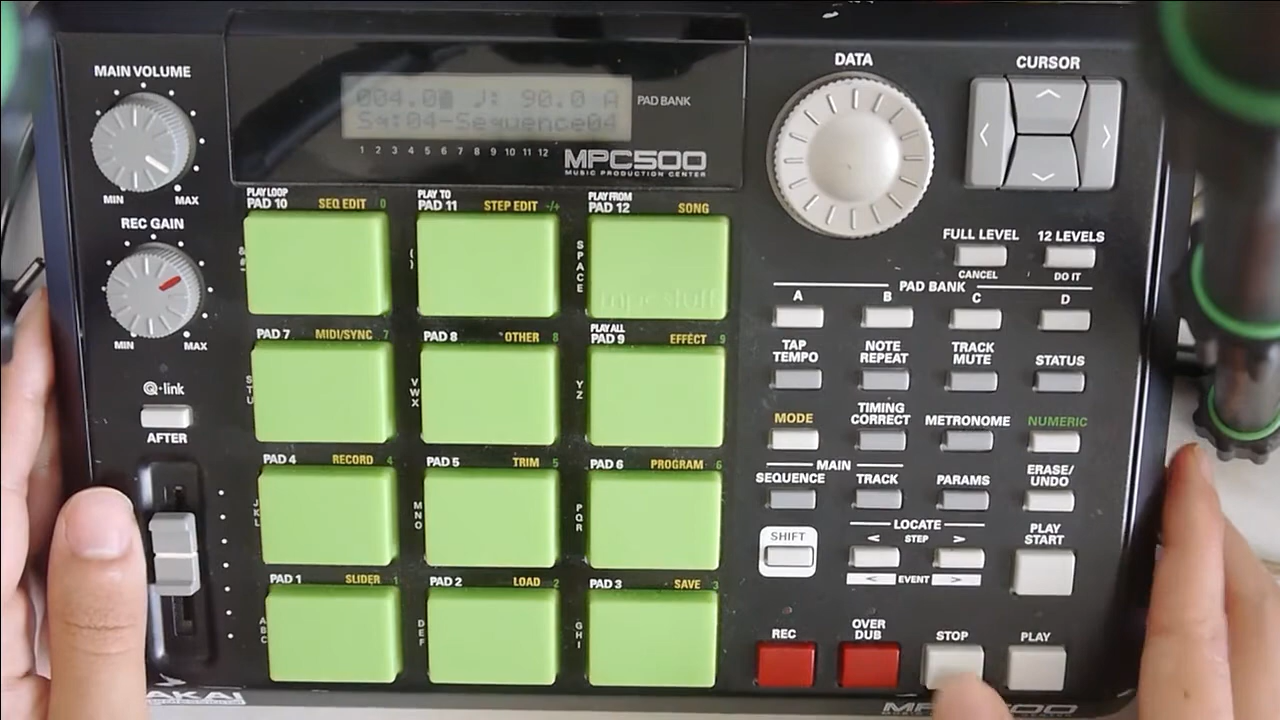 MAIN VOLUME
MIN MAX
REC GAIN
MIN MAX
Q-link
AFTER
004.0 ♩: 90.0 A
Sq:04-Sequence04
PAD BANK
1 2 3 4 5 6 7 8 9 10 11 12
MPC500
MUSIC PRODUCTION CENTER
PLAY LOOP
PAD 10 SEQ EDIT 0
PLAY TO
PAD 11 STEP EDIT -/+
PLAY FROM
PAD 12 SONG
( )
SPACE
mpc stuff
PAD 7 MIDI/SYNC 7
PAD 8 OTHER 8
PLAY ALL
PAD 9 EFFECT 9
STU
VWX
YZ
PAD 4 RECORD 4
PAD 5 TRIM 5
PAD 6 PROGRAM 6
JKL
MNO
PQR
PAD 1 SLIDER 1
PAD 2 LOAD 2
PAD 3 SAVE 3
ABC
DEF
GHI
AKAI
DATA
CURSOR
FULL LEVEL
CANCEL
12 LEVELS
DO IT
PAD BANK
A B C D
TAP TEMPO
NOTE REPEAT
TRACK MUTE
STATUS
MODE
TIMING CORRECT
METRONOME
NUMERIC
MAIN
SEQUENCE
TRACK
PARAMS
ERASE/
UNDO
SHIFT
LOCATE
< STEP >
< EVENT >
PLAY START
REC
OVER DUB
STOP
PLAY
MPC500